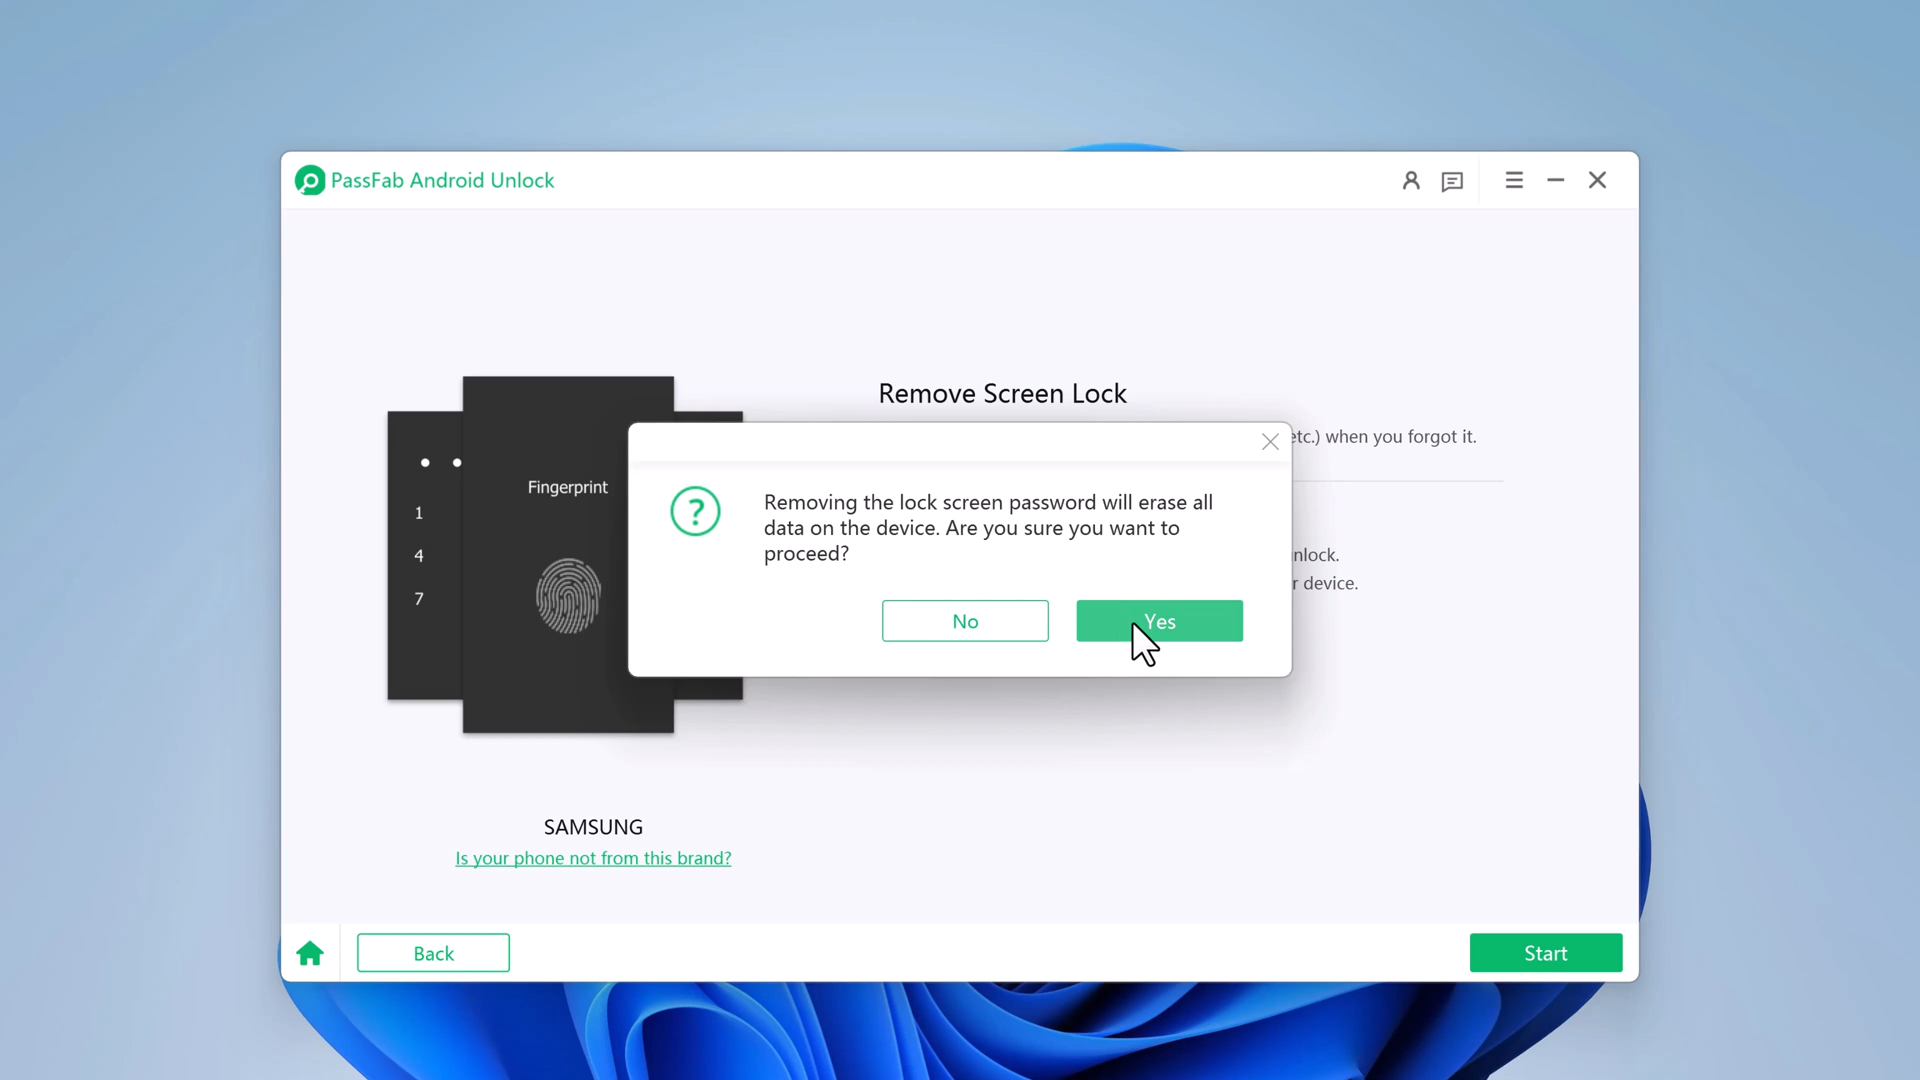 PassFab Android Unlock
Remove Screen Lock
etc.) when you forgot it.
Fingerprint
1
4
7
Removing the lock screen password will erase all
data on the device. Are you sure you want to
proceed?
nlock.
r device.
No
Yes
SAMSUNG
Is your phone not from this brand?
Back
Start